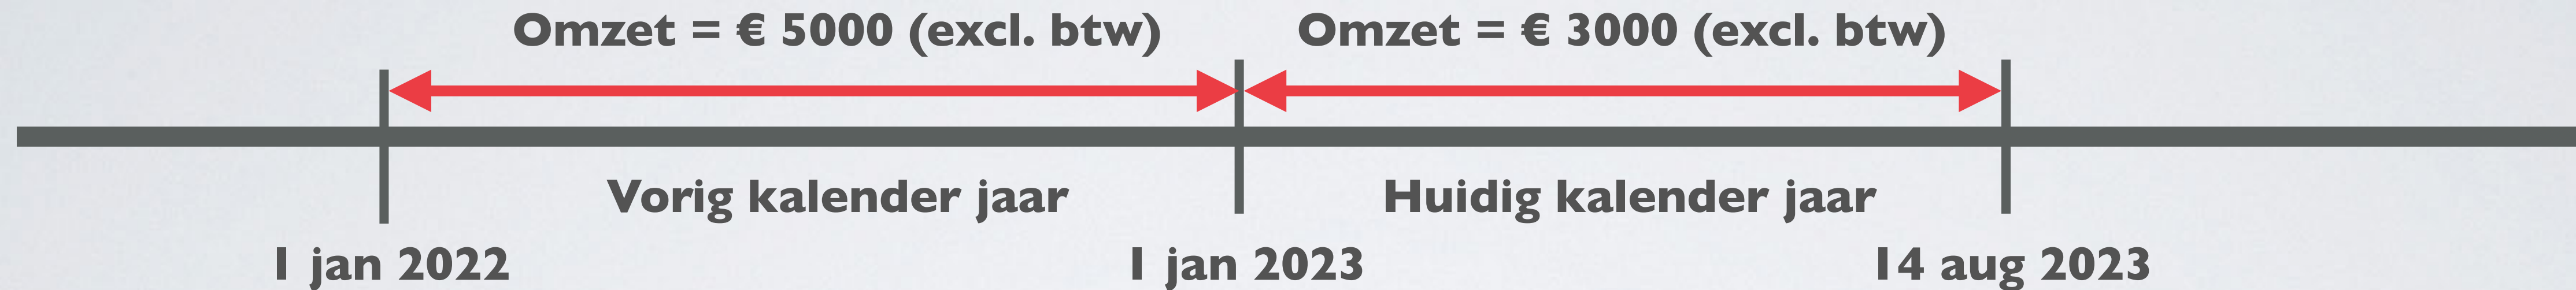 Omzet = € 5000 (excl. btw) Omzet = € 3000 (excl. btw)
Vorig kalender jaar Huidig kalender jaar
1 jan 2022 1 jan 2023 14 aug 2023